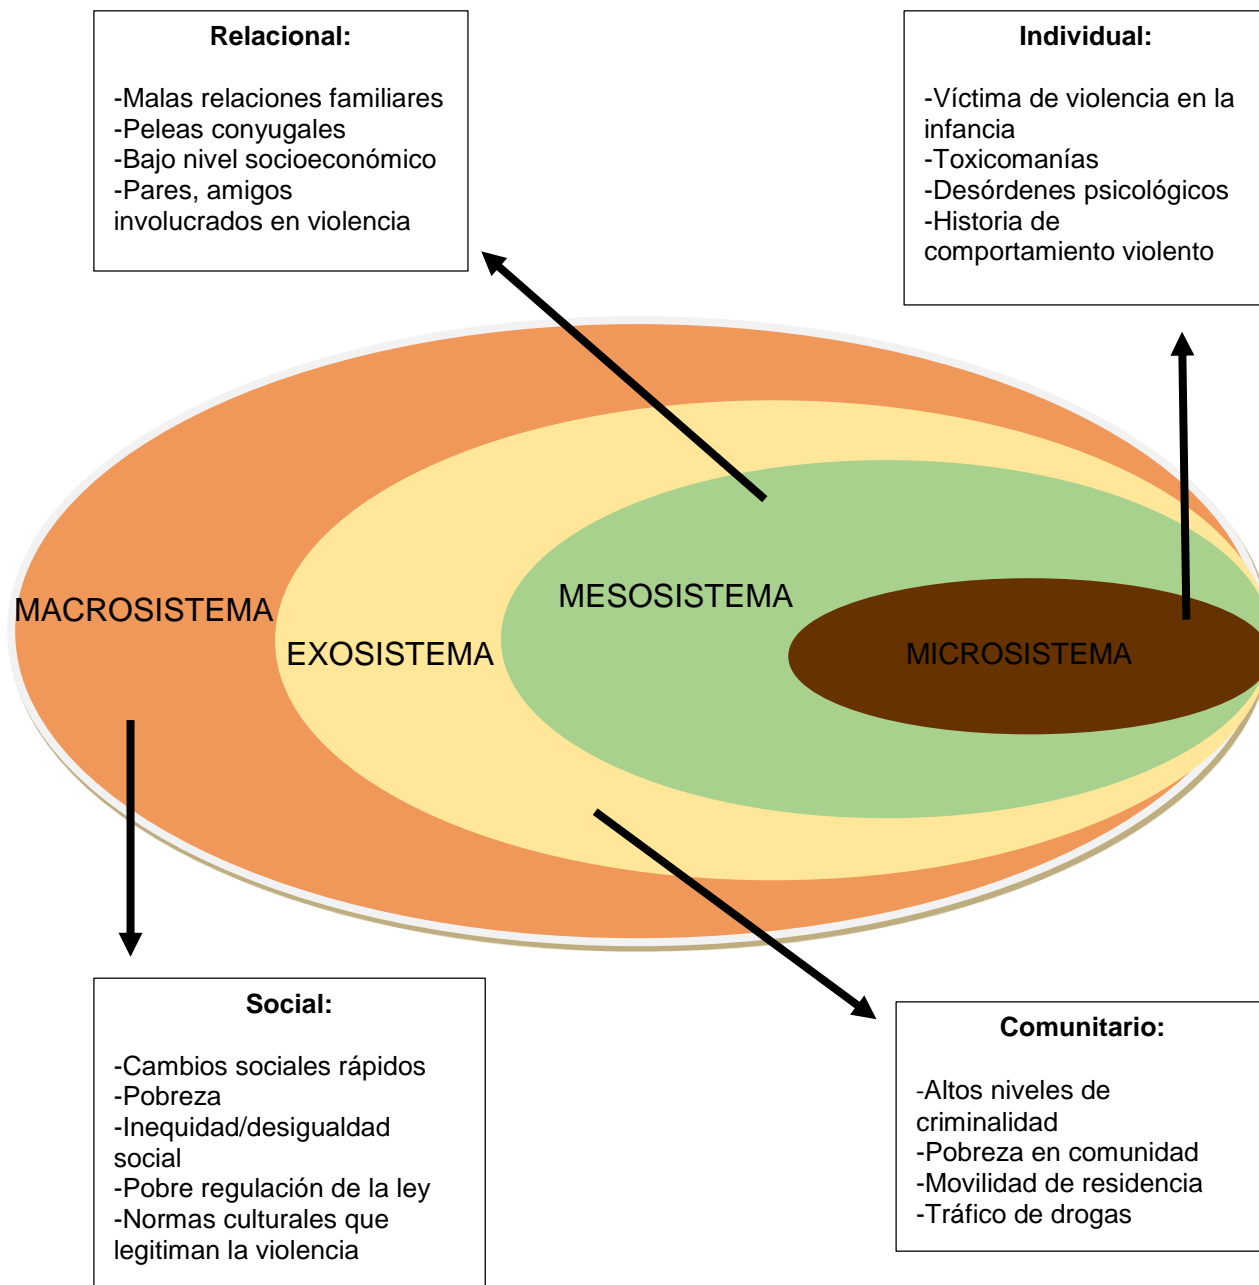 Relacional:
-Malas relaciones familiares
-Peleas conyugales
-Bajo nivel socioeconómico
-Pares, amigos
involucrados en violencia
Individual:
-Víctima de violencia en la
infancia
-Toxicomanías
-Desórdenes psicológicos
-Historia de
comportamiento violento
MACROSISTEMA
EXOSISTEMA
MESOSISTEMA
MICROSISTEMA
Social:
-Cambios sociales rápidos
-Pobreza
-Inequidad/desigualdad
social
-Pobre regulación de la ley
-Normas culturales que
legitiman la violencia
Comunitario:
-Altos niveles de
criminalidad
-Pobreza en comunidad
-Movilidad de residencia
-Tráfico de drogas